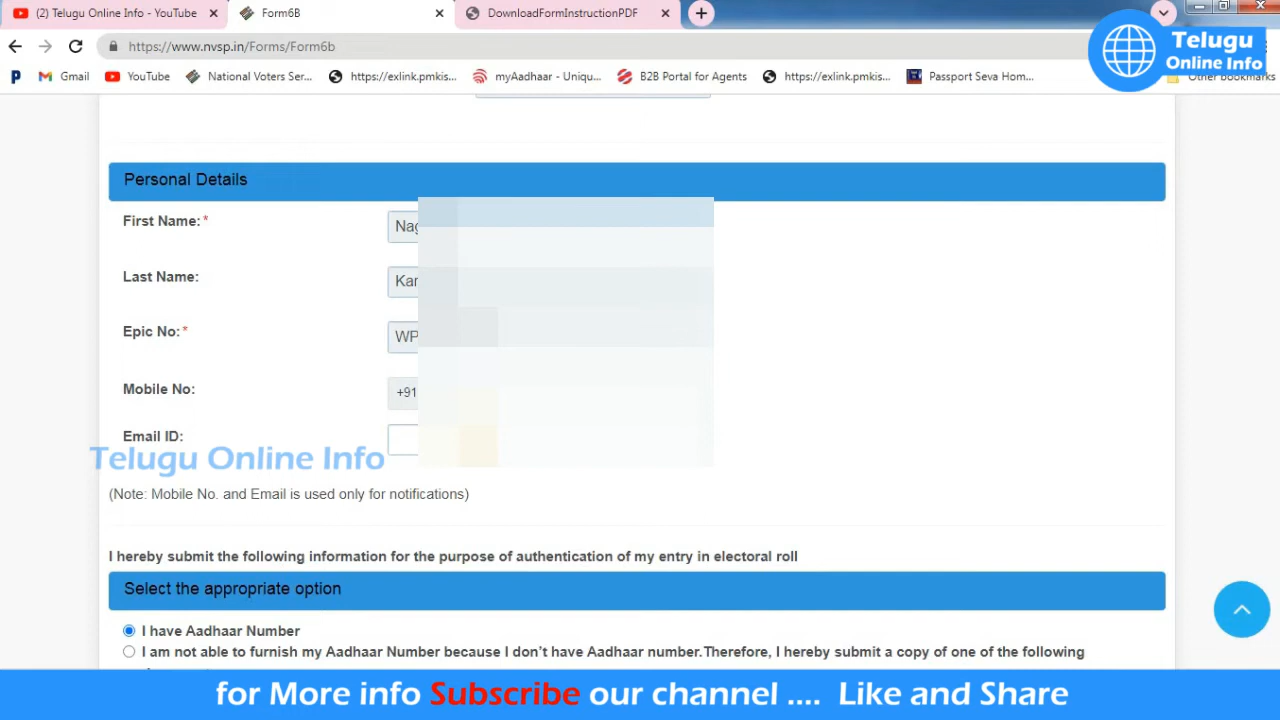 (2) Telugu Online Info - YouTube
Form6B
DownloadFormInstructionPDF
https://www.nvsp.in/Forms/Form6b
Telugu
Online Info
Gmail
YouTube
National Voters Ser...
https://exlink.pmkis...
myAadhaar - Uniqu...
B2B Portal for Agents
https://exlink.pmkis...
Passport Seva Hom...
Other bookmarks
Personal Details
First Name:*
Nag
Last Name:
Kar
Epic No:*
WP
Mobile No:
+91
Email ID:
Telugu Online Info
(Note: Mobile No. and Email is used only for notifications)
I hereby submit the following information for the purpose of authentication of my entry in electoral roll
Select the appropriate option
I have Aadhaar Number
I am not able to furnish my Aadhaar Number because I don't have Aadhaar number.Therefore, I hereby submit a copy of one of the following
for More info Subscribe our channel .... Like and Share